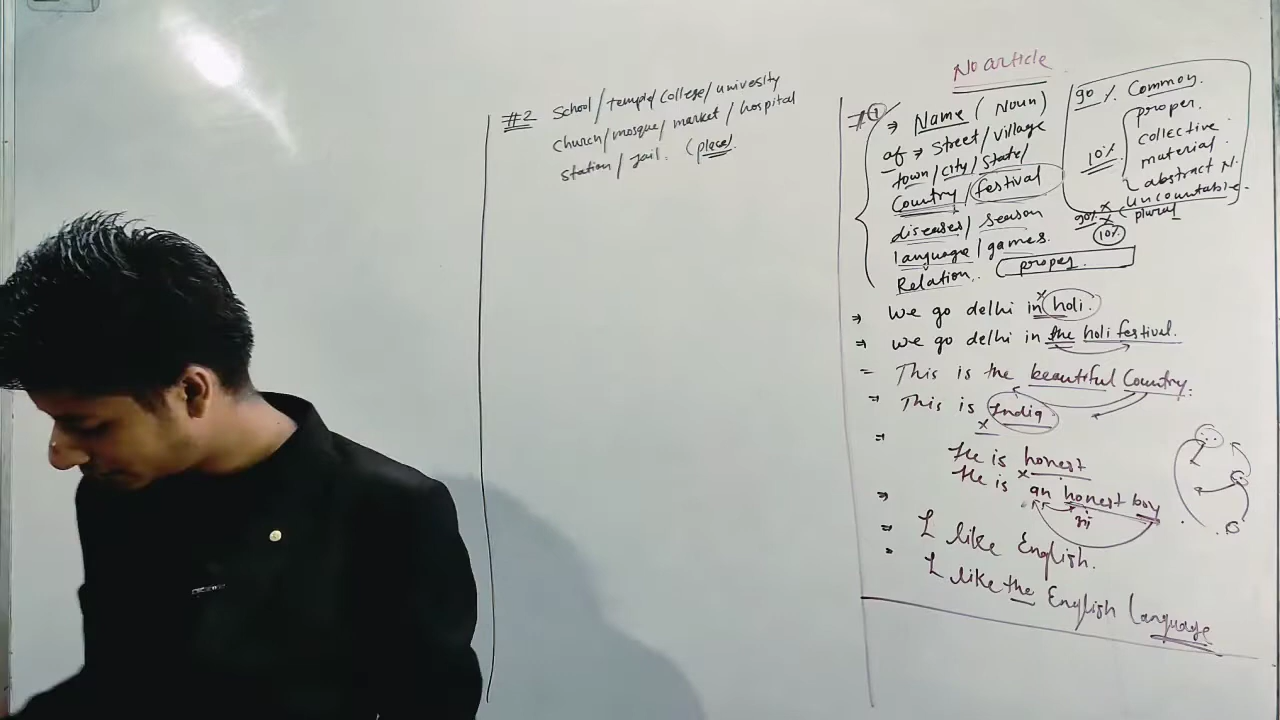 #2 School/temple/College/univesity
church/mosque/market/hospital
station/Jail. (place).
No article
#1 ⇒ Name (Noun)
of ⇒ Street/village
town/city/State/
Country/festival
diseases/season
language/games.
Relation. proper.
90% Common.
proper.
collective.
10% material.
abstract N.
90% x uncountable.
x plural
10%
⇒ We go delhi in x holi.
⇒ we go delhi in the holi festival.
= This is the beautiful Country.
⇒ This is India.
x
⇒ He is honest
He is x an honest boy
⇒ I like English.
⇒ I like the English Language